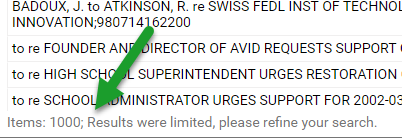 BADOUX, J. to ATKINSON, R. re SWISS FEDL INST OF TECHNOL
INNOVATION;980714162200
to re FOUNDER AND DIRECTOR OF AVID REQUESTS SUPPORT
to re HIGH SCHOOL SUPERINTENDENT URGES RESTORATION
to re SCHOOL ADMINISTRATOR URGES SUPPORT FOR 2002-03
Items: 1000; Results were limited, please refine your search.